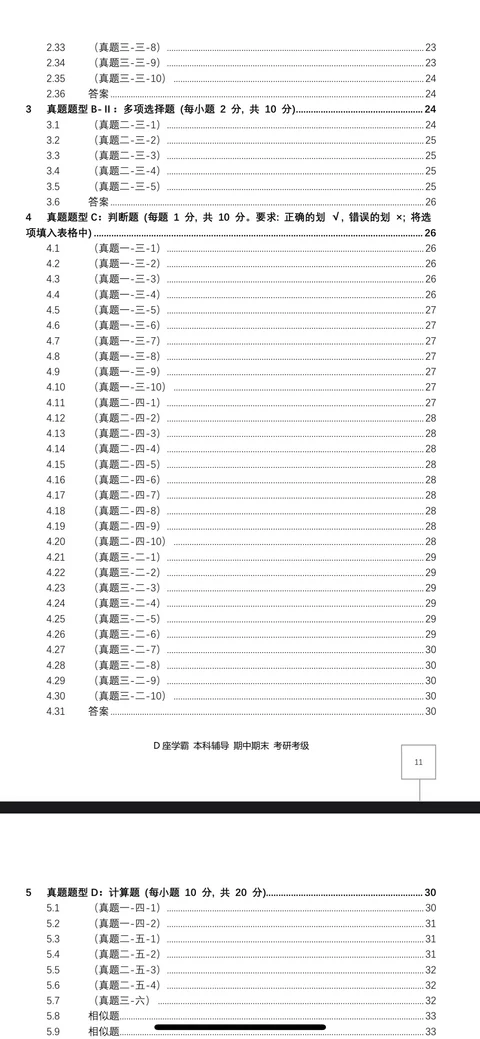 2.33 （真题三-三-8） 23
2.34 （真题三-三-9） 23
2.35 （真题三-三-10） 24
2.36 答案 24
3 真题题型 B-Ⅱ：多项选择题 (每小题 2 分, 共 10 分) 24
3.1 （真题二-三-1） 24
3.2 （真题二-三-2） 25
3.3 （真题二-三-3） 25
3.4 （真题二-三-4） 25
3.5 （真题二-三-5） 25
3.6 答案 26
4 真题题型 C：判断题 (每题 1 分, 共 10 分。要求: 正确的划 √, 错误的划 ×; 将选
项填入表格中) 26
4.1 （真题一-三-1） 26
4.2 （真题一-三-2） 26
4.3 （真题一-三-3） 26
4.4 （真题一-三-4） 26
4.5 （真题一-三-5） 27
4.6 （真题一-三-6） 27
4.7 （真题一-三-7） 27
4.8 （真题一-三-8） 27
4.9 （真题一-三-9） 27
4.10 （真题一-三-10） 27
4.11 （真题二-四-1） 27
4.12 （真题二-四-2） 28
4.13 （真题二-四-3） 28
4.14 （真题二-四-4） 28
4.15 （真题二-四-5） 28
4.16 （真题二-四-6） 28
4.17 （真题二-四-7） 28
4.18 （真题二-四-8） 28
4.19 （真题二-四-9） 28
4.20 （真题二-四-10） 28
4.21 （真题三-二-1） 29
4.22 （真题三-二-2） 29
4.23 （真题三-二-3） 29
4.24 （真题三-二-4） 29
4.25 （真题三-二-5） 29
4.26 （真题三-二-6） 29
4.27 （真题三-二-7） 30
4.28 （真题三-二-8） 30
4.29 （真题三-二-9） 30
4.30 （真题三-二-10） 30
4.31 答案 30
D 座学霸 本科辅导 期中期末 考研考级
11
5 真题题型 D：计算题 (每小题 10 分, 共 20 分) 30
5.1 （真题一-四-1） 30
5.2 （真题一-四-2） 31
5.3 （真题二-五-1） 31
5.4 （真题二-五-2） 31
5.5 （真题二-五-3） 32
5.6 （真题二-五-4） 32
5.7 （真题三-六） 32
5.8 相似题 33
5.9 相似题 33